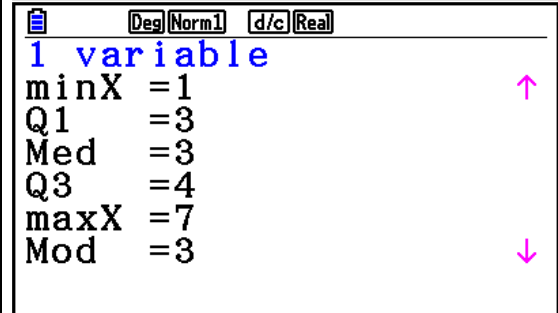 Deg Norm1 d/c Real
1 variable
minX =1
Q1 =3
Med =3
Q3 =4
maxX =7
Mod =3